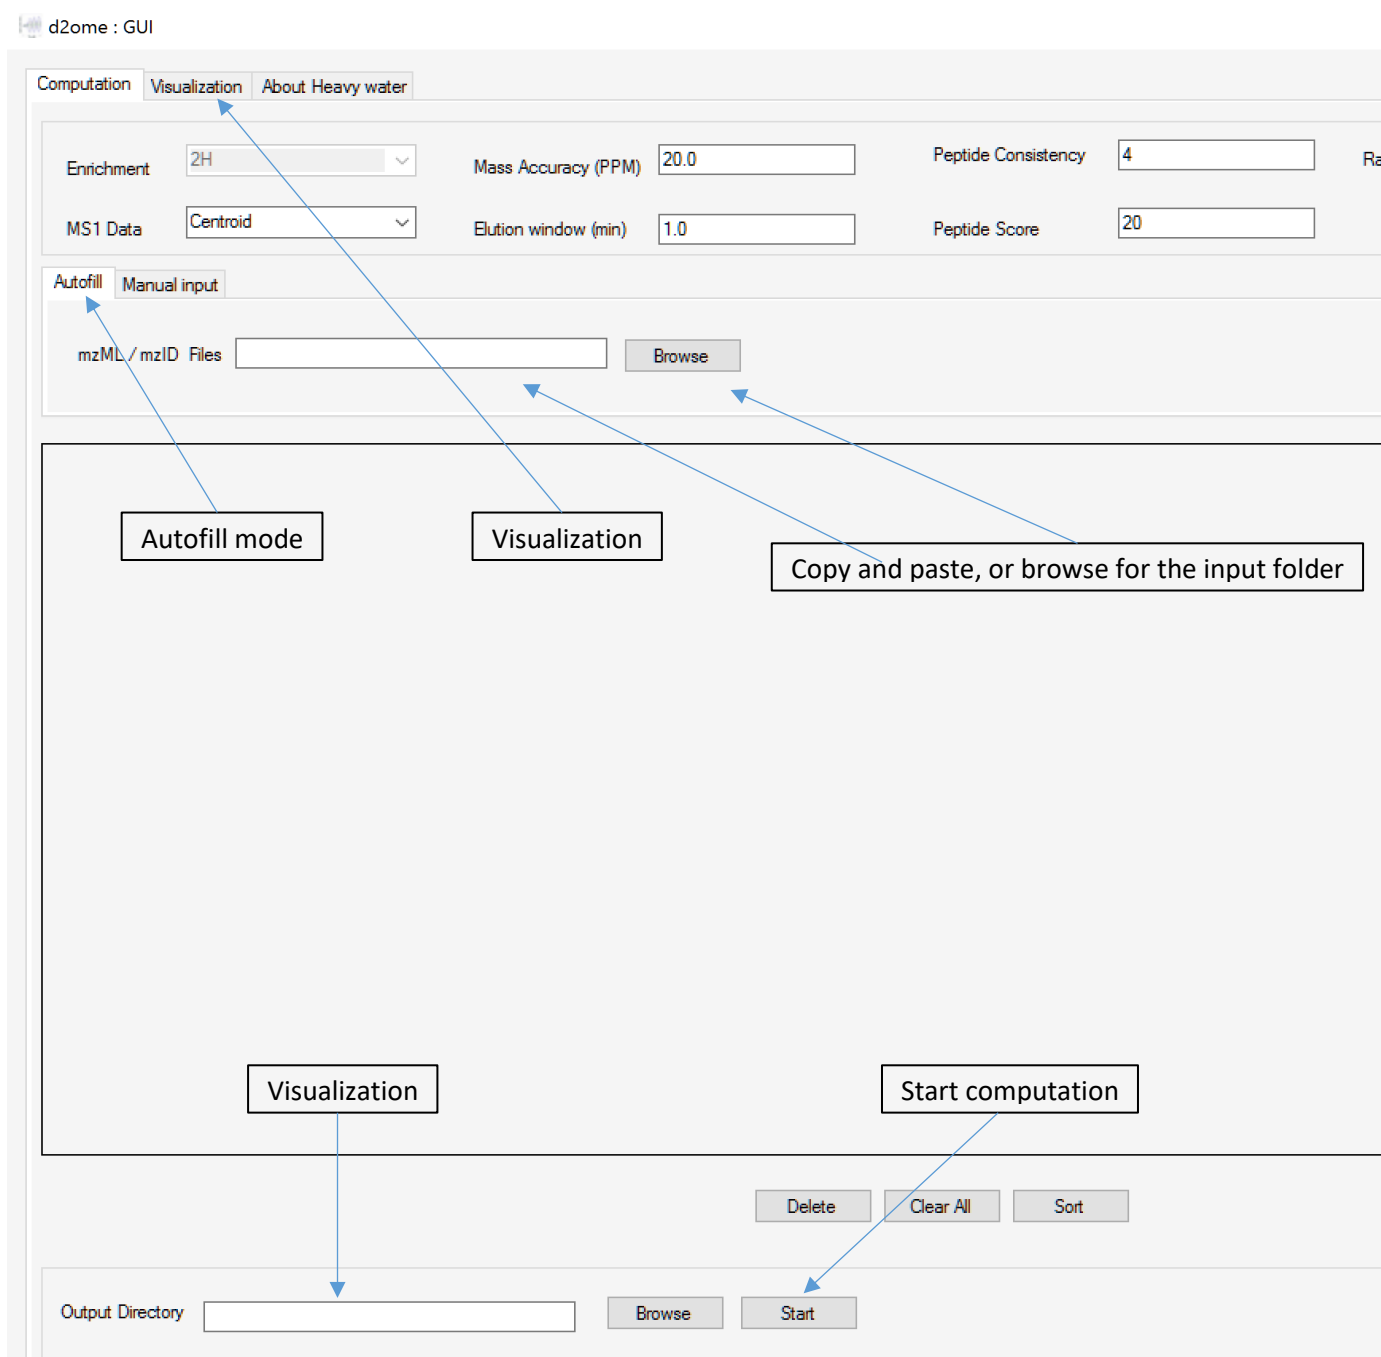 d2ome : GUI
Computation Visualization About Heavy water
Enrichment 2H Mass Accuracy (PPM) 20.0 Peptide Consistency 4 Ra
MS1 Data Centroid Elution window (min) 1.0 Peptide Score 20
Autofill Manual input
mzML / mzID Files Browse
Autofill mode Visualization
Copy and paste, or browse for the input folder
Visualization Start computation
Delete Clear All Sort
Output Directory Browse Start